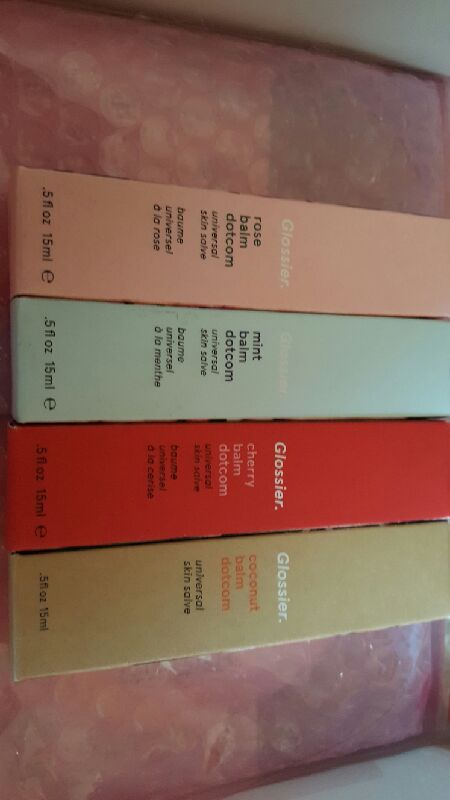 Glossier.
rose
balm
dotcom
universal
skin salve
baume
universel
à la rose
.5 fl oz 15ml ℮
Glossier.
mint
balm
dotcom
universal
skin salve
baume
universel
à la menthe
.5 fl oz 15ml ℮
Glossier.
cherry
balm
dotcom
universal
skin salve
baume
universel
à la cerise
.5 fl oz 15ml ℮
Glossier.
coconut
balm
dotcom
universal
skin salve
.5 fl oz 15ml